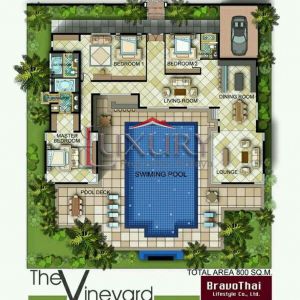 BEDROOM 1
BEDROOM 2
LIVING ROOM
DINING ROOM
MASTER
BEDROOM
LUXURY
SWIMING POOL
LOUNGE
POOL DECK
TOTAL AREA 800 SQ.M.
The Vineyard
BravoThai
Lifestyle Co., Ltd.